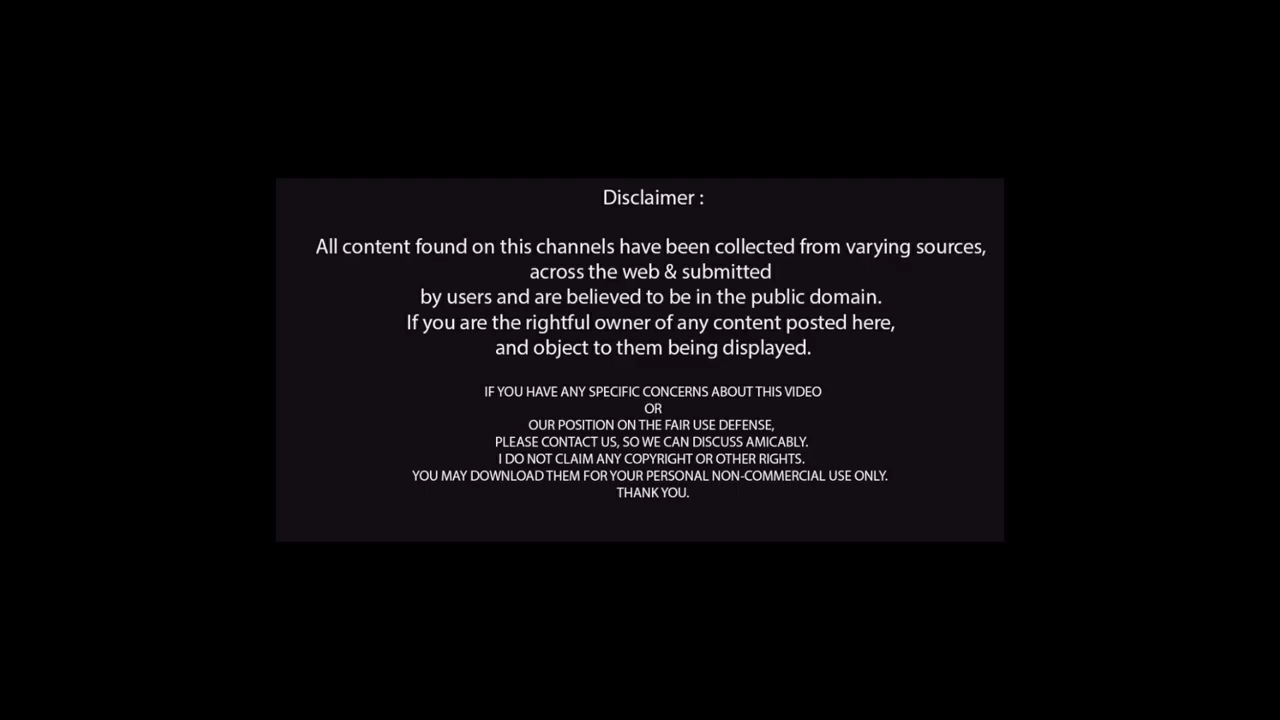 Disclaimer :
All content found on this channels have been collected from varying sources,
across the web & submitted
by users and are believed to be in the public domain.
If you are the rightful owner of any content posted here,
and object to them being displayed.
IF YOU HAVE ANY SPECIFIC CONCERNS ABOUT THIS VIDEO
OR
OUR POSITION ON THE FAIR USE DEFENSE,
PLEASE CONTACT US, SO WE CAN DISCUSS AMICABLY.
I DO NOT CLAIM ANY COPYRIGHT OR OTHER RIGHTS.
YOU MAY DOWNLOAD THEM FOR YOUR PERSONAL NON-COMMERCIAL USE ONLY.
THANK YOU.